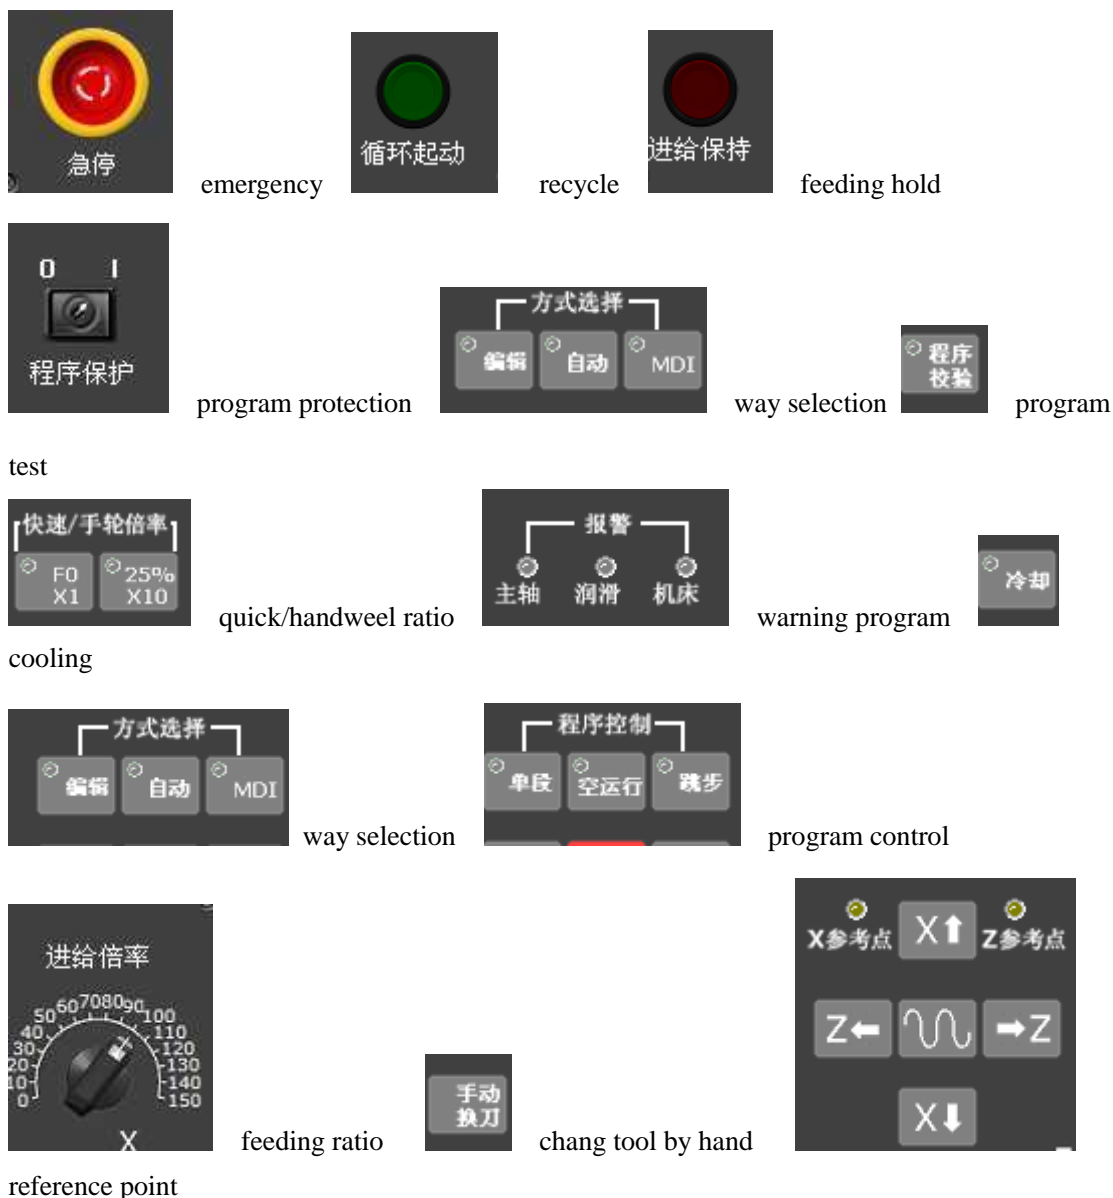 急停 emergency 循环起动 recycle 进给保持 feeding hold
0 I
程序保护 program protection
方式选择
编辑 自动 MDI way selection
程序
校验 program
test
快速/手轮倍率
F0 25%
X1 X10 quick/handweel ratio
报警
主轴 润滑 机床 warning program
冷却
cooling
方式选择
编辑 自动 MDI way selection
程序控制
单段 空运行 跳步 program control
进给倍率
0 10 20 30 40 50 60 70 80 90 100 110 120 130 140 150
X feeding ratio
手动
换刀 chang tool by hand
X参考点 X⬆ Z参考点
Z⬅ ➡Z
X⬇
reference point